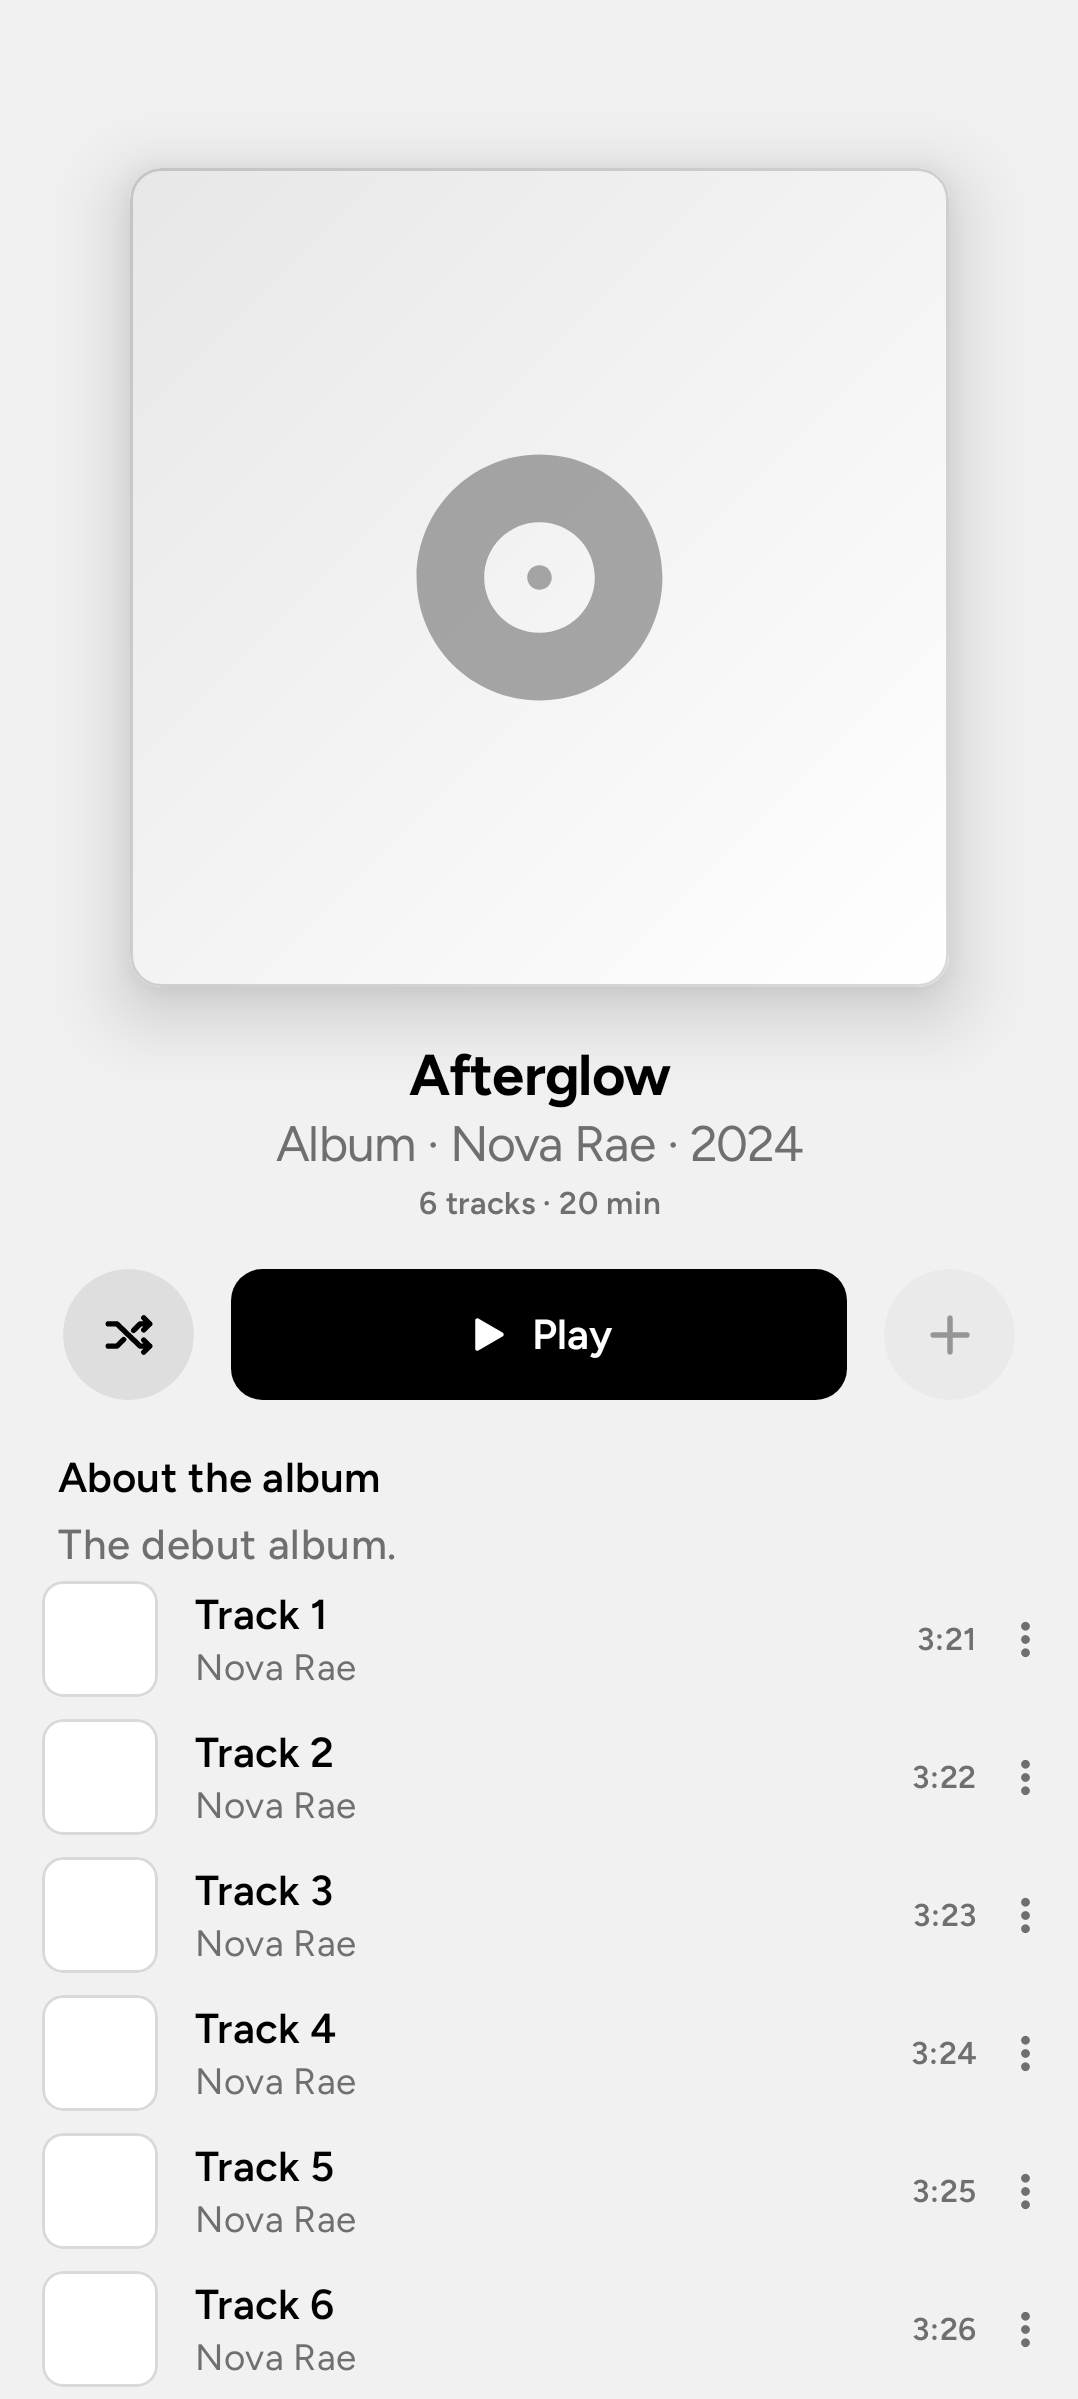 Afterglow
Album · Nova Rae · 2024
6 tracks · 20 min
Play
About the album
The debut album.
Track 1
Nova Rae
3:21
Track 2
Nova Rae
3:22
Track 3
Nova Rae
3:23
Track 4
Nova Rae
3:24
Track 5
Nova Rae
3:25
Track 6
Nova Rae
3:26